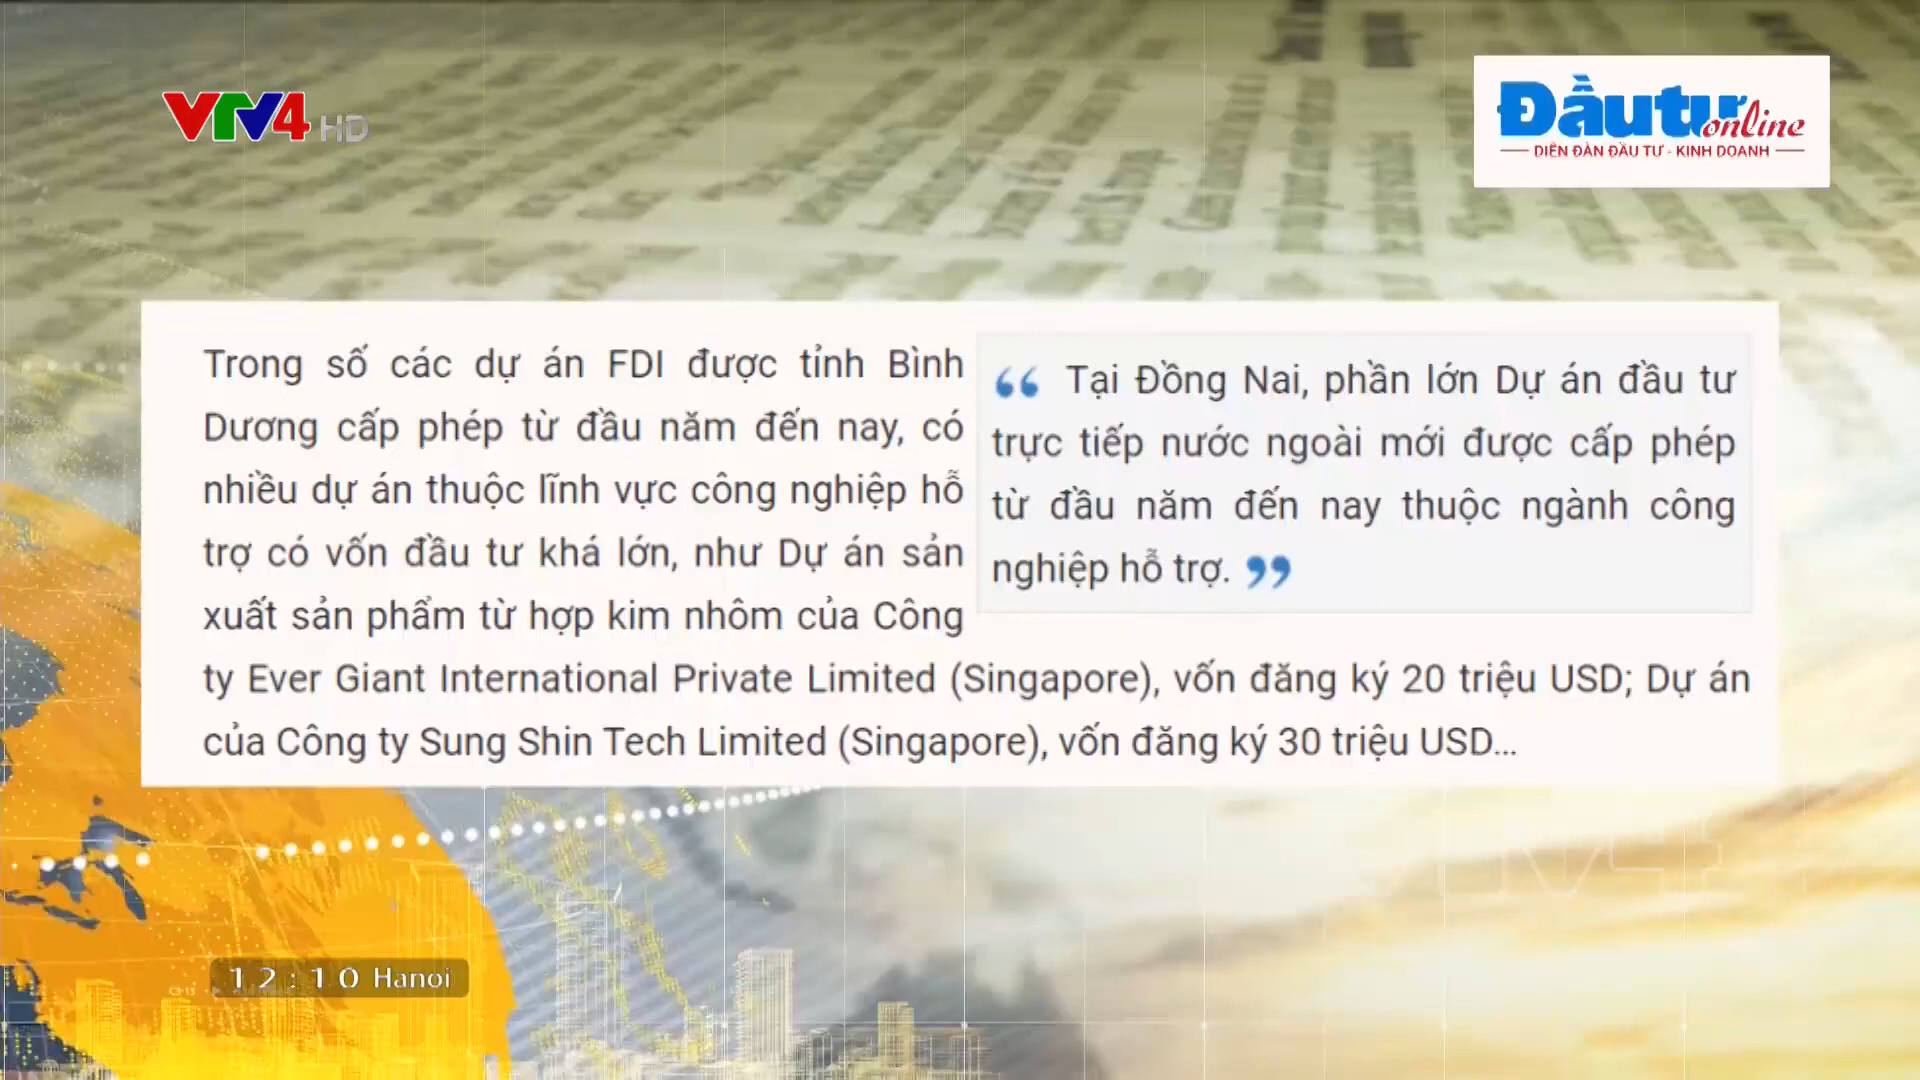 VTV4 HD
Đầu tư online
DIỄN ĐÀN ĐẦU TƯ - KINH DOANH
Trong số các dự án FDI được tỉnh Bình
Dương cấp phép từ đầu năm đến nay, có
nhiều dự án thuộc lĩnh vực công nghiệp hỗ
trợ có vốn đầu tư khá lớn, như Dự án sản
xuất sản phẩm từ hợp kim nhôm của Công
ty Ever Giant International Private Limited (Singapore), vốn đăng ký 20 triệu USD; Dự án
của Công ty Sung Shin Tech Limited (Singapore), vốn đăng ký 30 triệu USD...
“ Tại Đồng Nai, phần lớn Dự án đầu tư
trực tiếp nước ngoài mới được cấp phép
từ đầu năm đến nay thuộc ngành công
nghiệp hỗ trợ. ”
12:10 Hanoi